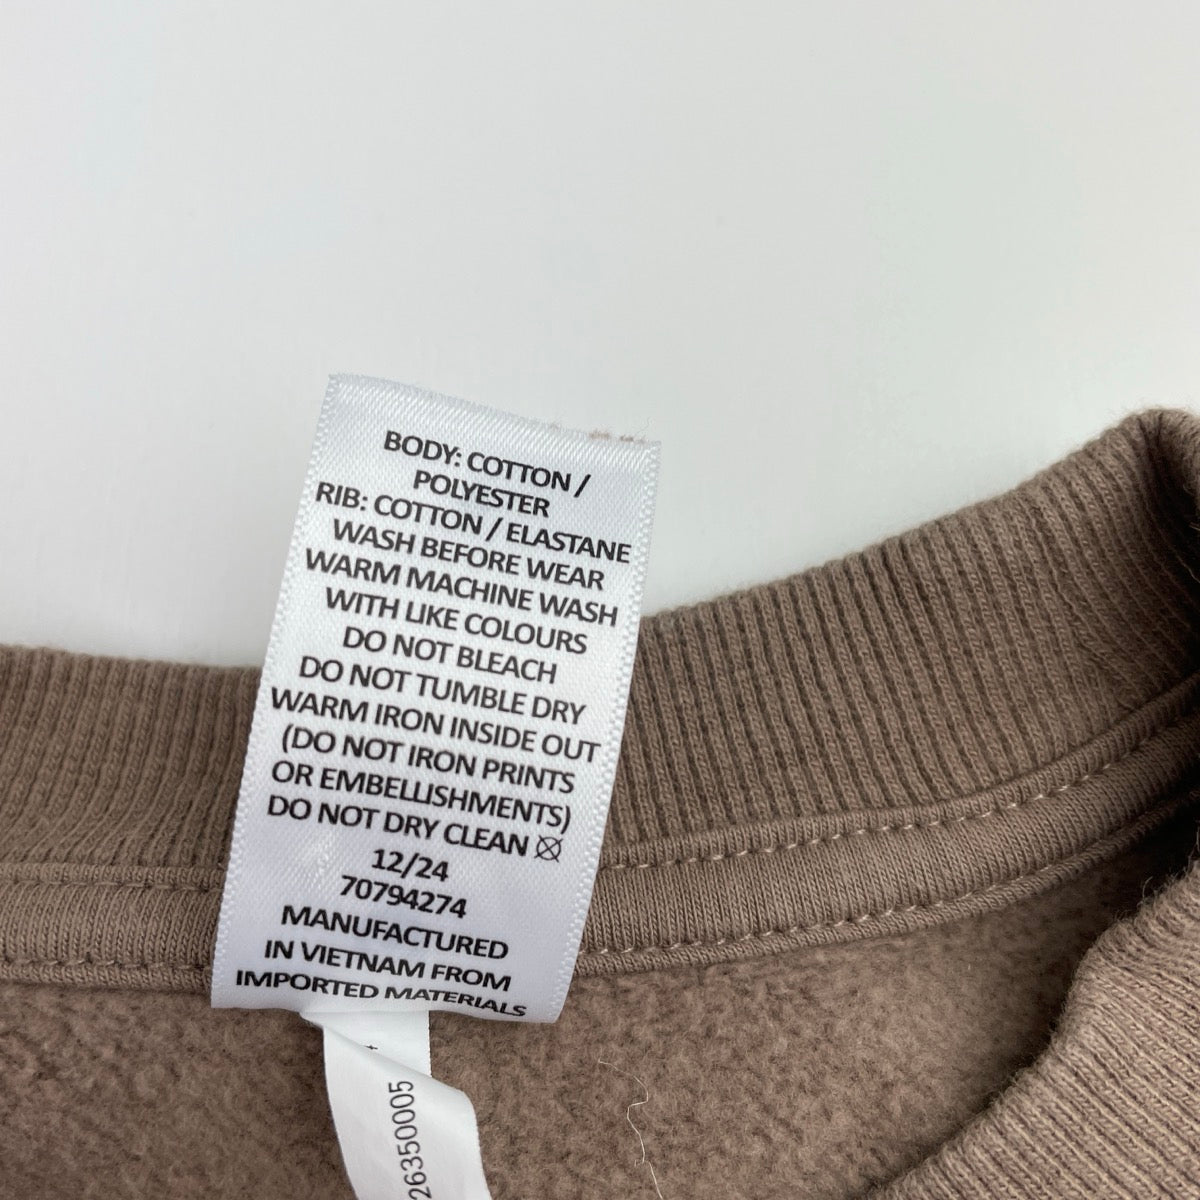 BODY: COTTON /
POLYESTER
RIB: COTTON / ELASTANE
WASH BEFORE WEAR
WARM MACHINE WASH
WITH LIKE COLOURS
DO NOT BLEACH
DO NOT TUMBLE DRY
WARM IRON INSIDE OUT
(DO NOT IRON PRINTS
OR EMBELLISHMENTS)
DO NOT DRY CLEAN
12/24
70794274
MANUFACTURED
IN VIETNAM FROM
IMPORTED MATERIALS
26350005